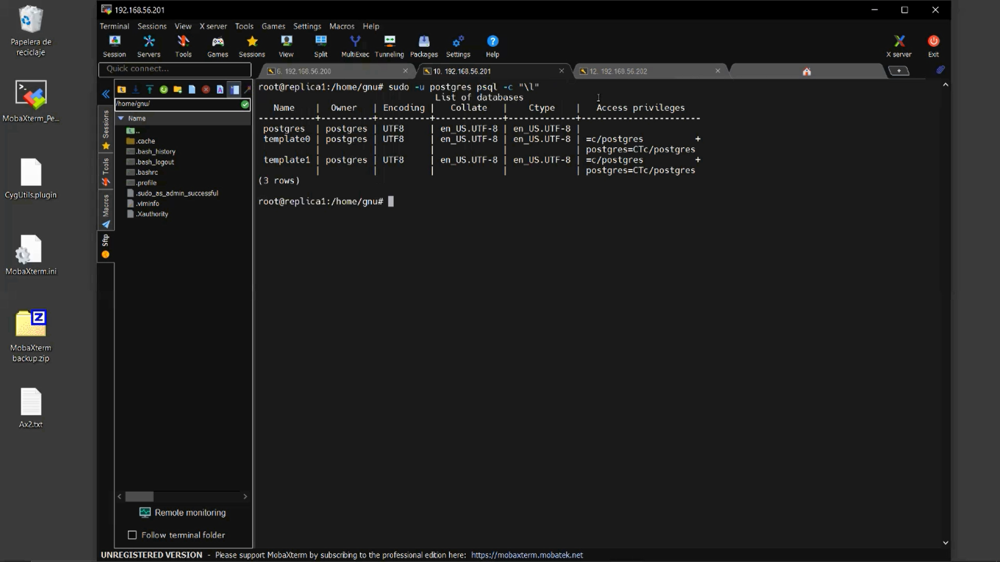 Papelera de
reciclaje
MobaXterm_Pe...
CygUtils.plugin
MobaXterm.ini
MobaXterm
backup.zip
Ax2.txt
192.168.56.201
Terminal Sessions View X server Tools Games Settings Macros Help
Session Servers Tools Games Sessions View Split MultiExec Tunneling Packages Settings Help X server Exit
Quick connect...
6. 192.168.56.200
10. 192.168.56.201
12. 192.168.56.202
/home/gnu/
Name
..
.cache
.bash_history
.bash_logout
.bashrc
.profile
.sudo_as_admin_successful
.viminfo
.Xauthority
Sessions
Tools
Macros
Sftp
Remote monitoring
Follow terminal folder
root@replica1:/home/gnu# sudo -u postgres psql -c "\l"
List of databases
Name | Owner | Encoding | Collate | Ctype | Access privileges
-----------+----------+----------+-------------+-------------+-----------------------
postgres | postgres | UTF8 | en_US.UTF-8 | en_US.UTF-8 |
template0 | postgres | UTF8 | en_US.UTF-8 | en_US.UTF-8 | =c/postgres +
| | | | | postgres=CTc/postgres
template1 | postgres | UTF8 | en_US.UTF-8 | en_US.UTF-8 | =c/postgres +
| | | | | postgres=CTc/postgres
(3 rows)
root@replica1:/home/gnu#
UNREGISTERED VERSION - Please support MobaXterm by subscribing to the professional edition here: https://mobaxterm.mobatek.net